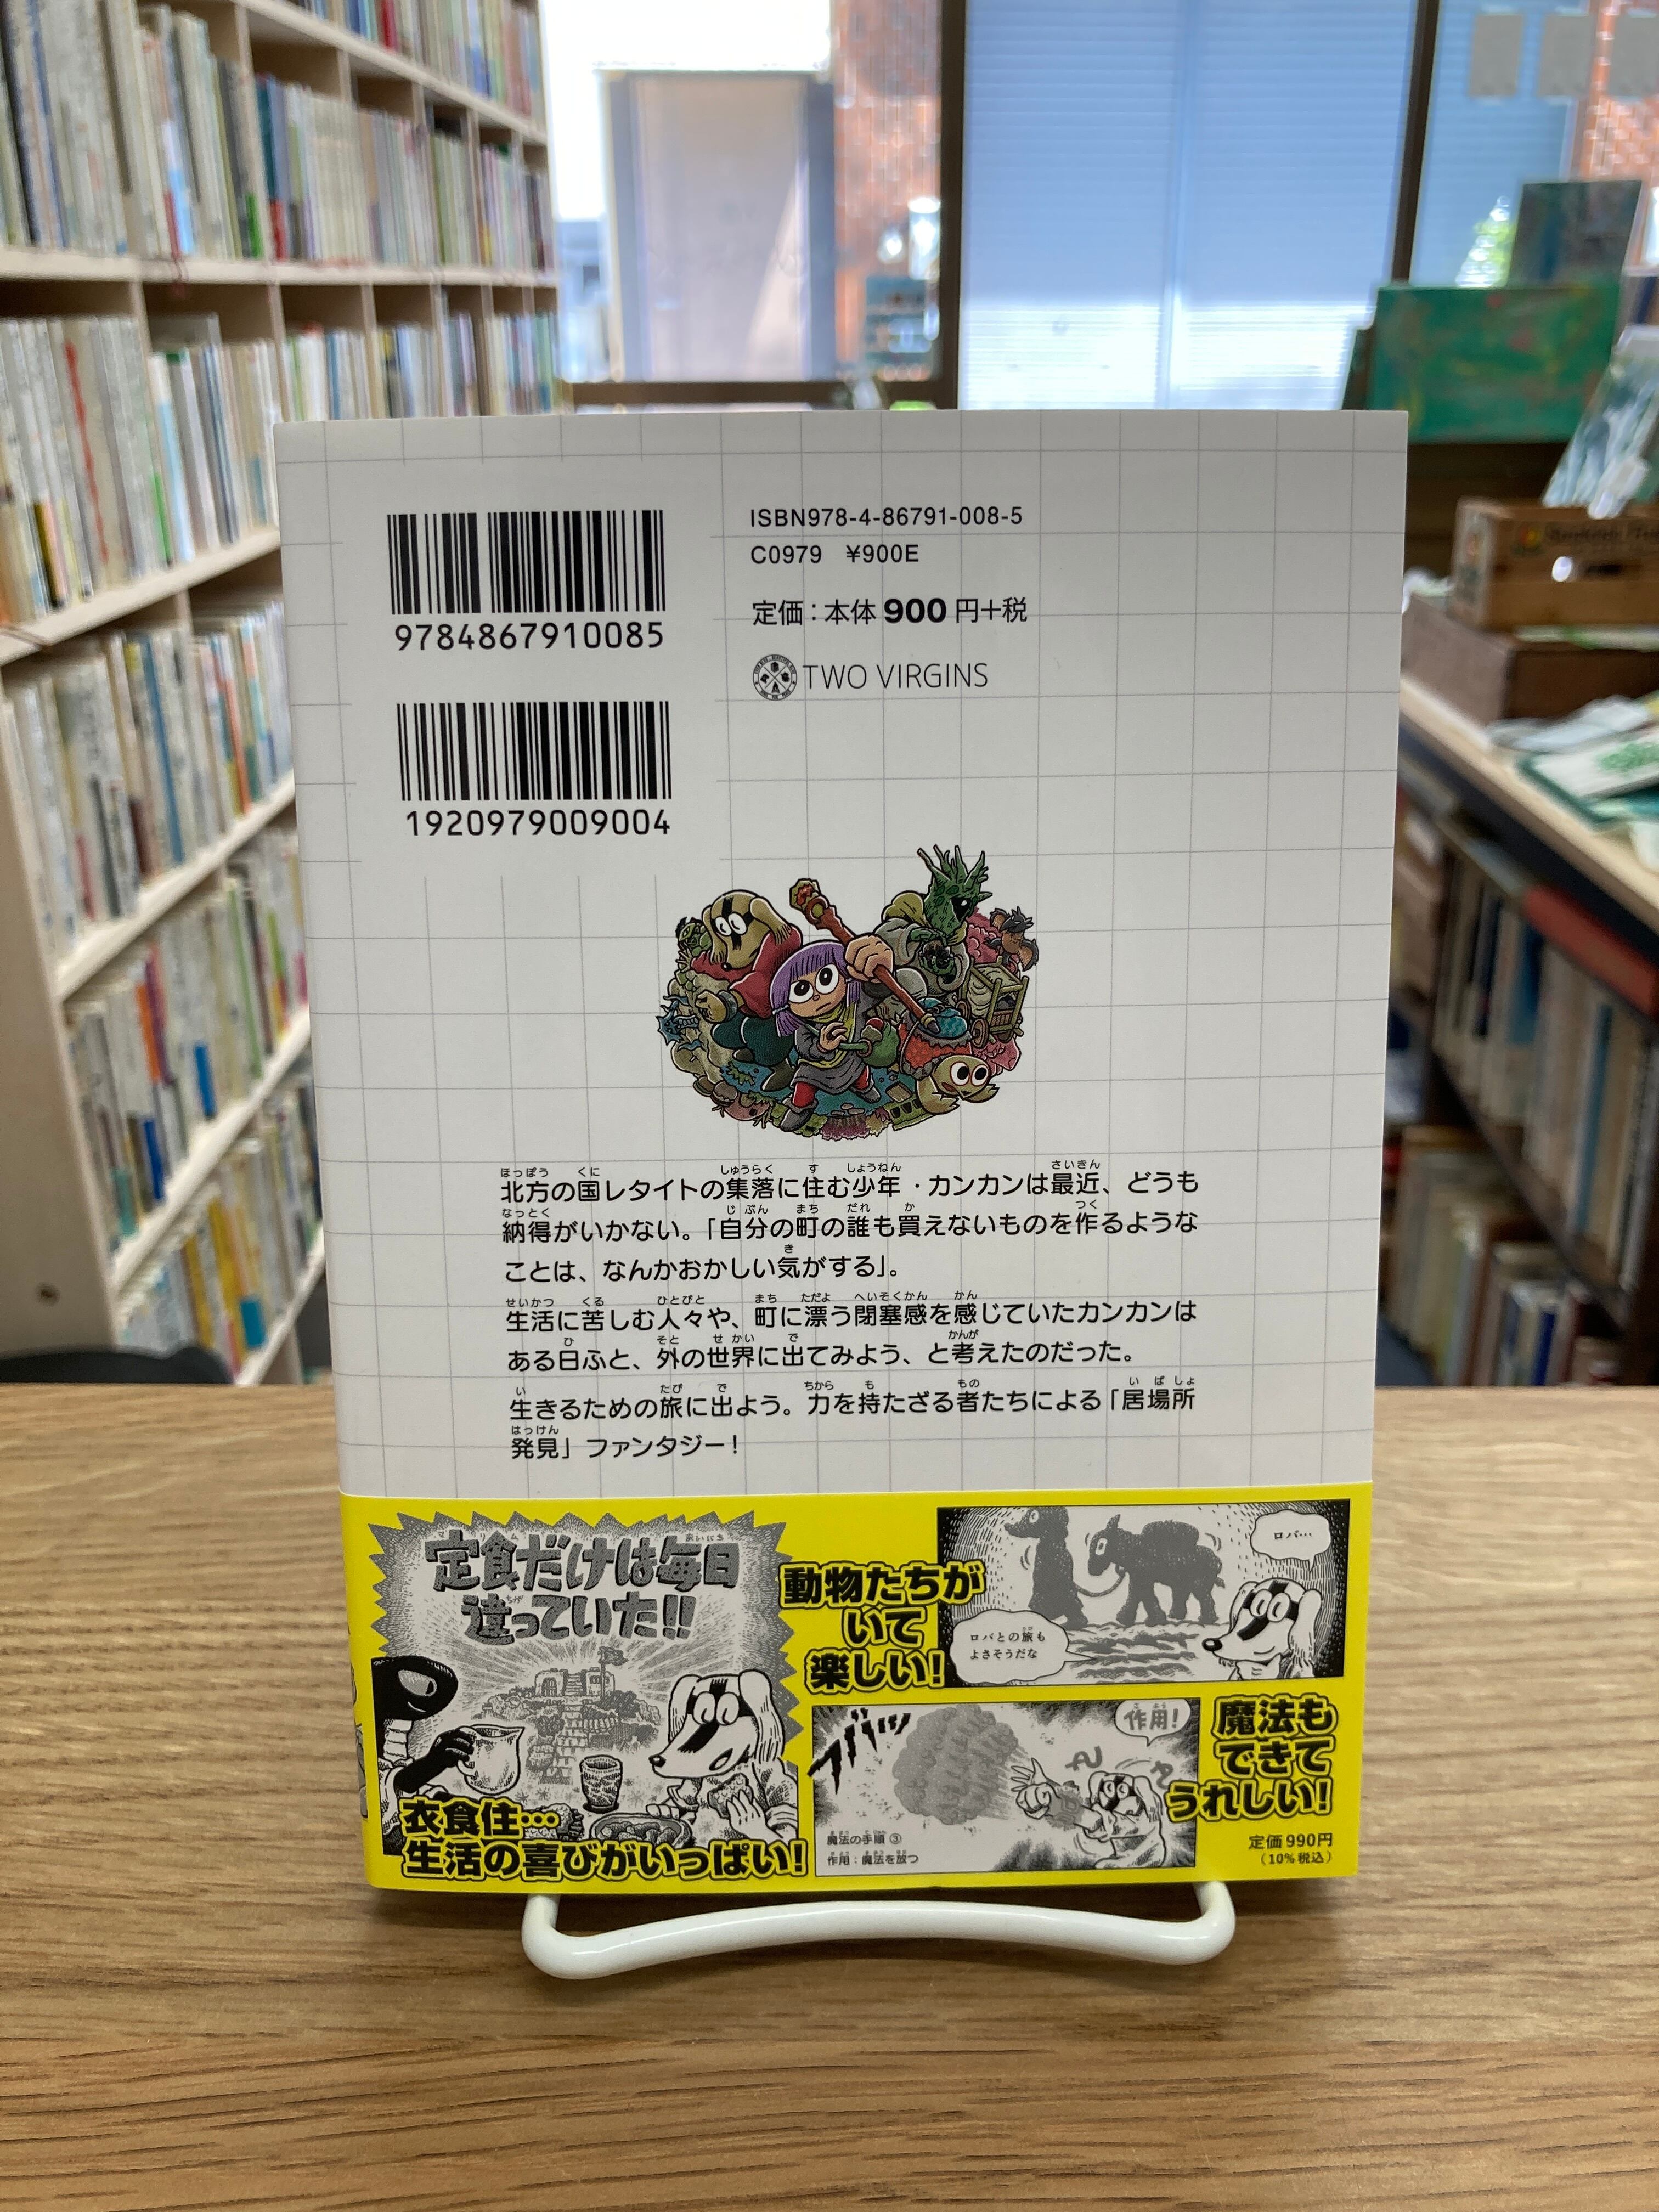 9784867910085
1920979009004
ISBN978-4-86791-008-5
C0979 ¥900E
定価:本体900円+税
TWO VIRGINS
北方の国レタイトの集落に住む少年・カンカンは最近、どうも
納得がいかない。「自分の町の誰も買えないものを作るような
ことは、なんかおかしい気がする」。
生活に苦しむ人々や、町に漂う閉塞感を感じていたカンカンは
ある日ふと、外の世界に出てみよう、と考えたのだった。
生きるための旅に出よう。力を持たざる者たちによる「居場所
発見」ファンタジー!
定食だけは毎日
違っていた!!
衣食住…
生活の喜びがいっぱい!
動物たちが
いて
楽しい!
ロバ…
ロバとの旅も
よさそうだな
作用!
魔法の手順③
作用:魔法を放つ
魔法も
できて
うれしい!
定価990円
(10%税込)